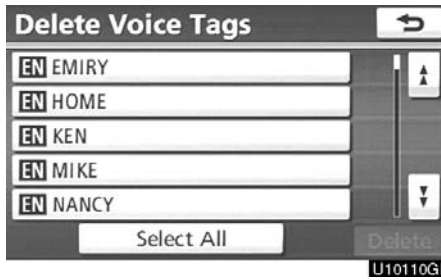 Delete Voice Tags
EN EMIRY
EN HOME
EN KEN
EN MIKE
EN NANCY
Select All
Delete
U10110G